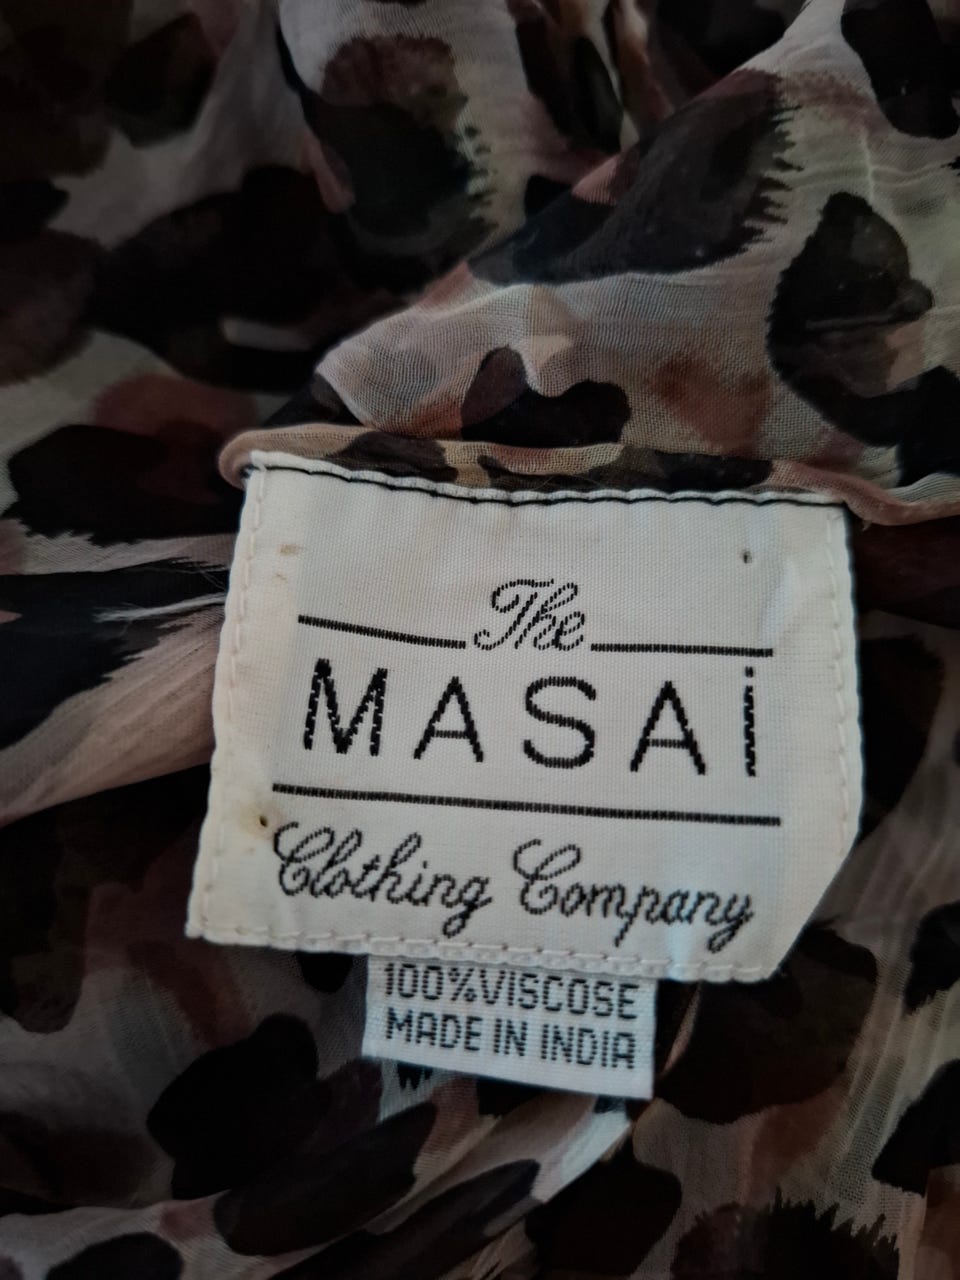 The
MASAi
Clothing Company
100%VISCOSE
MADE IN INDIA